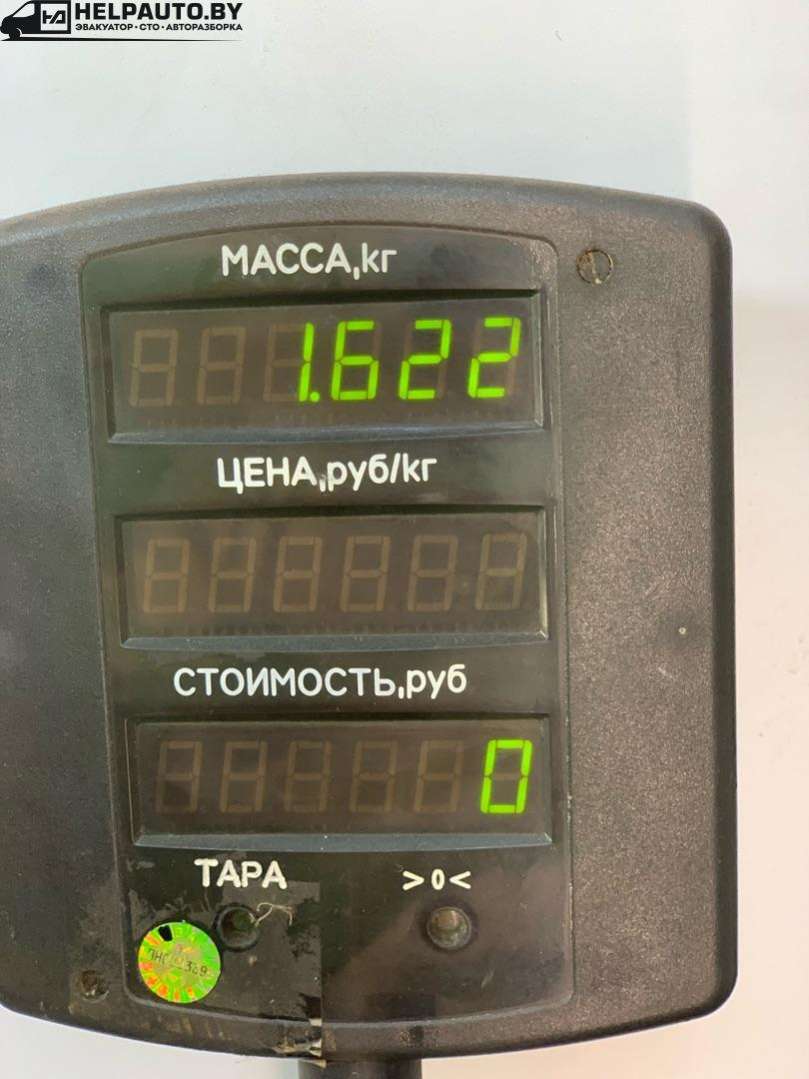 HELPAUTO.BY
ЭВАКУАТОР•СТО•АВТОРАЗБОРКА
МАССА,кг
1.622
ЦЕНА,руб/кг
СТОИМОСТЬ,руб
0
ТАРА
>0<